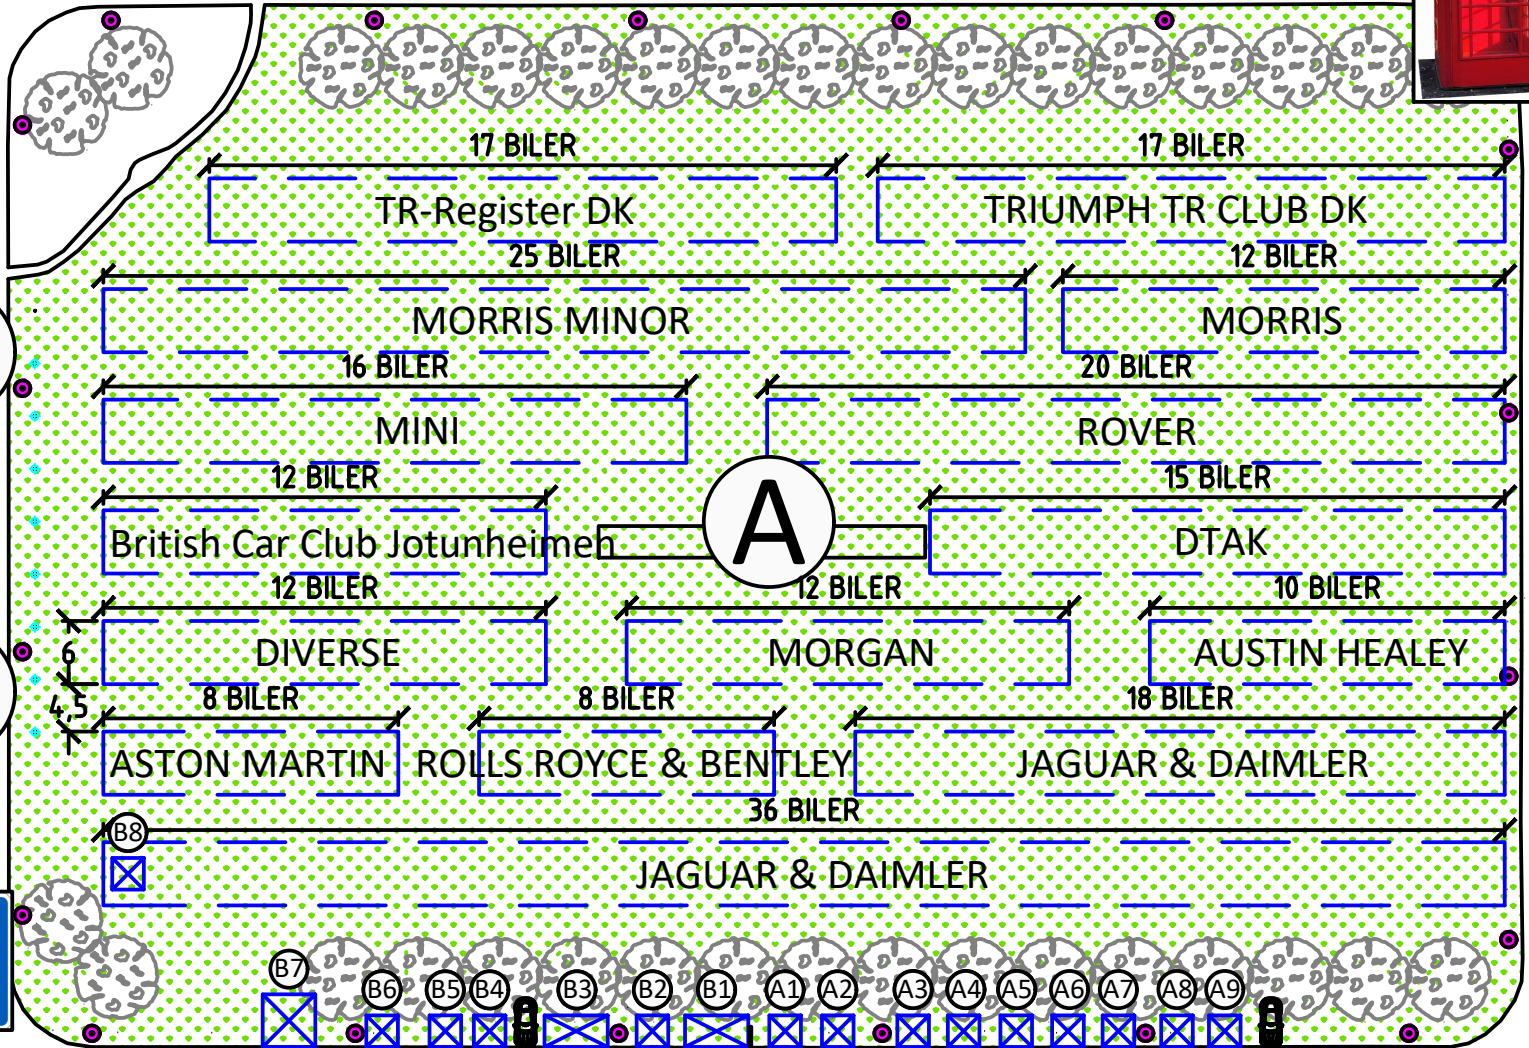 17 BILER 17 BILER
TR-Register DK TRIUMPH TR CLUB DK
25 BILER 12 BILER
MORRIS MINOR MORRIS
16 BILER 20 BILER
MINI ROVER
12 BILER 15 BILER
British Car Club Jotunheimen A DTAK
12 BILER 12 BILER 10 BILER
6 DIVERSE MORGAN AUSTIN HEALEY
4,5 8 BILER 8 BILER 18 BILER
ASTON MARTIN ROLLS ROYCE & BENTLEY JAGUAR & DAIMLER
36 BILER
B8
JAGUAR & DAIMLER
B7
B6 B5 B4 B3 B2 B1 A1 A2 A3 A4 A5 A6 A7 A8 A9